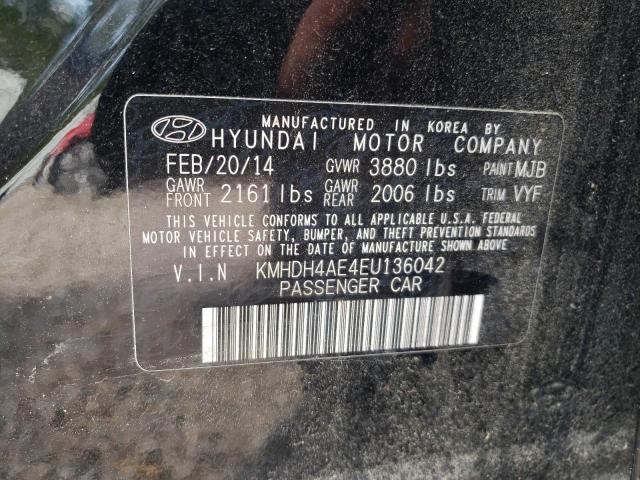 MANUFACTURED IN KOREA BY
HYUNDAI MOTOR COMPANY
FEB/20/14 GVWR 3880 lbs PAINT MJB
GAWR FRONT 2161 lbs GAWR REAR 2006 lbs TRIM VYF
THIS VEHICLE CONFORMS TO ALL APPLICABLE U.S.A. FEDERAL
MOTOR VEHICLE SAFETY, BUMPER, AND THEFT PREVENTION
STANDARDS IN EFFECT ON THE DATE OF MANUFACTURE SHOWN ABOVE
V.I.N KMHDH4AE4EU136042
PASSENGER CAR